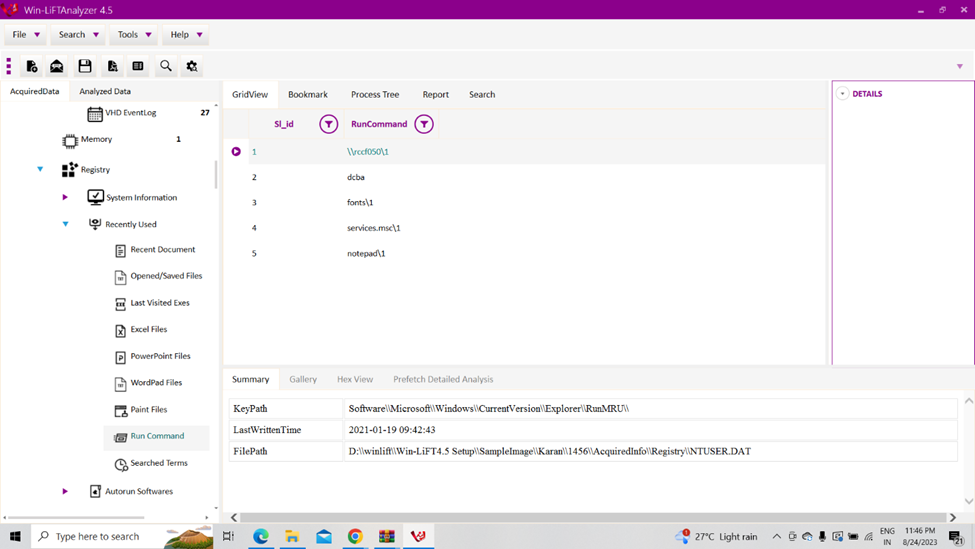 Win-LiFTAnalyzer 4.5
File Search Tools Help
AcquiredData Analyzed Data
VHD EventLog 27
Memory 1
Registry
System Information
Recently Used
Recent Document
Opened/Saved Files
Last Visited Exes
Excel Files
PowerPoint Files
WordPad Files
Paint Files
Run Command
Searched Terms
Autorun Softwares
GridView Bookmark Process Tree Report Search
Sl_id RunCommand
1 \\rccf050\1
2 dcba
3 fonts\1
4 services.msc\1
5 notepad\1
DETAILS
Summary Gallery Hex View Prefetch Detailed Analysis
KeyPath Software\\Microsoft\\Windows\\CurrentVersion\\Explorer\\RunMRU\\
LastWrittenTime 2021-01-19 09:42:43
FilePath D:\\winlift\\Win-LiFT4.5 Setup\\SampleImage\\Karan\\1456\\AcquiredInfo\\Registry\\NTUSER.DAT
Type here to search
27°C Light rain
ENG
IN
11:46 PM
8/24/2023
21